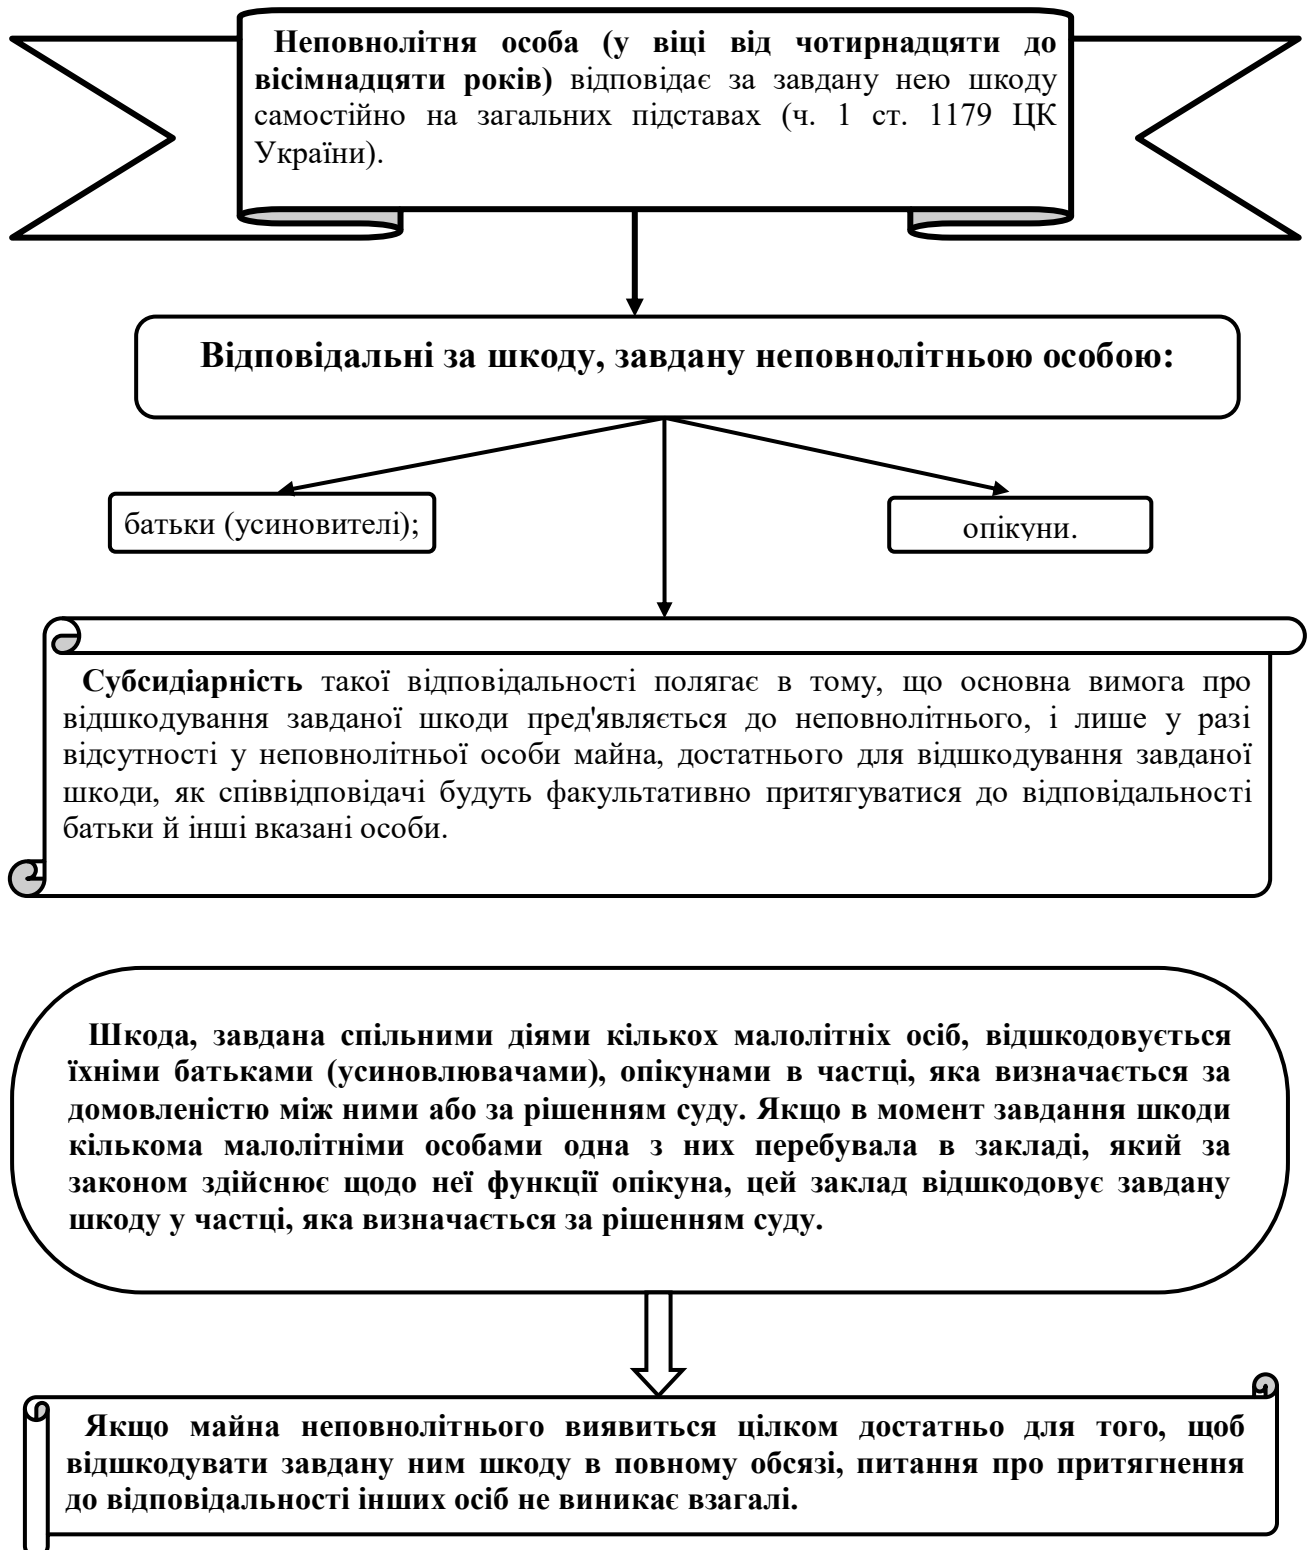 Неповнолітня особа (у віці від чотирнадцяти до
вісімнадцяти років) відповідає за завдану нею шкоду
самостійно на загальних підставах (ч. 1 ст. 1179 ЦК
України).
Відповідальні за шкоду, завдану неповнолітньою особою:
батьки (усиновителі);
опікуни.
Субсидіарність такої відповідальності полягає в тому, що основна вимога про
відшкодування завданої шкоди пред'являється до неповнолітнього, і лише у разі
відсутності у неповнолітньої особи майна, достатнього для відшкодування завданої
шкоди, як співвідповідачі будуть факультативно притягуватися до відповідальності
батьки й інші вказані особи.
Шкода, завдана спільними діями кількох малолітніх осіб, відшкодовується
їхніми батьками (усиновлювачами), опікунами в частці, яка визначається за
домовленістю між ними або за рішенням суду. Якщо в момент завдання шкоди
кількома малолітніми особами одна з них перебувала в закладі, який за
законом здійснює щодо неї функції опікуна, цей заклад відшкодовує завдану
шкоду у частці, яка визначається за рішенням суду.
Якщо майна неповнолітнього виявиться цілком достатньо для того, щоб
відшкодувати завдану ним шкоду в повному обсязі, питання про притягнення
до відповідальності інших осіб не виникає взагалі.